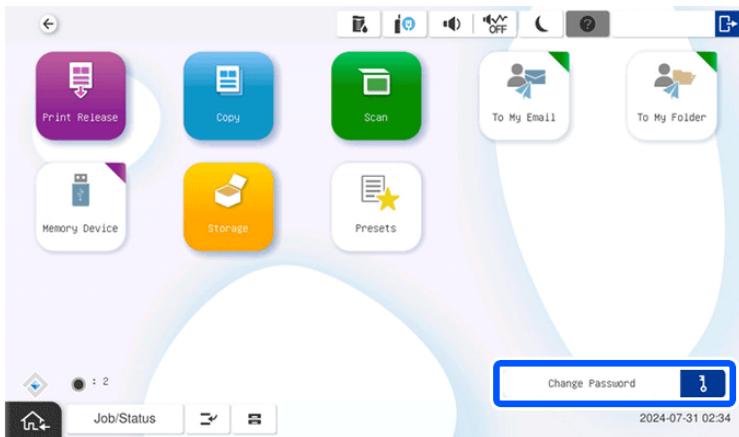 OFF
Print Release
Copy
Scan
To My Email
To My Folder
Memory Device
Storage
Presets
: 2
Change Password
Job/Status
2024-07-31 02:34